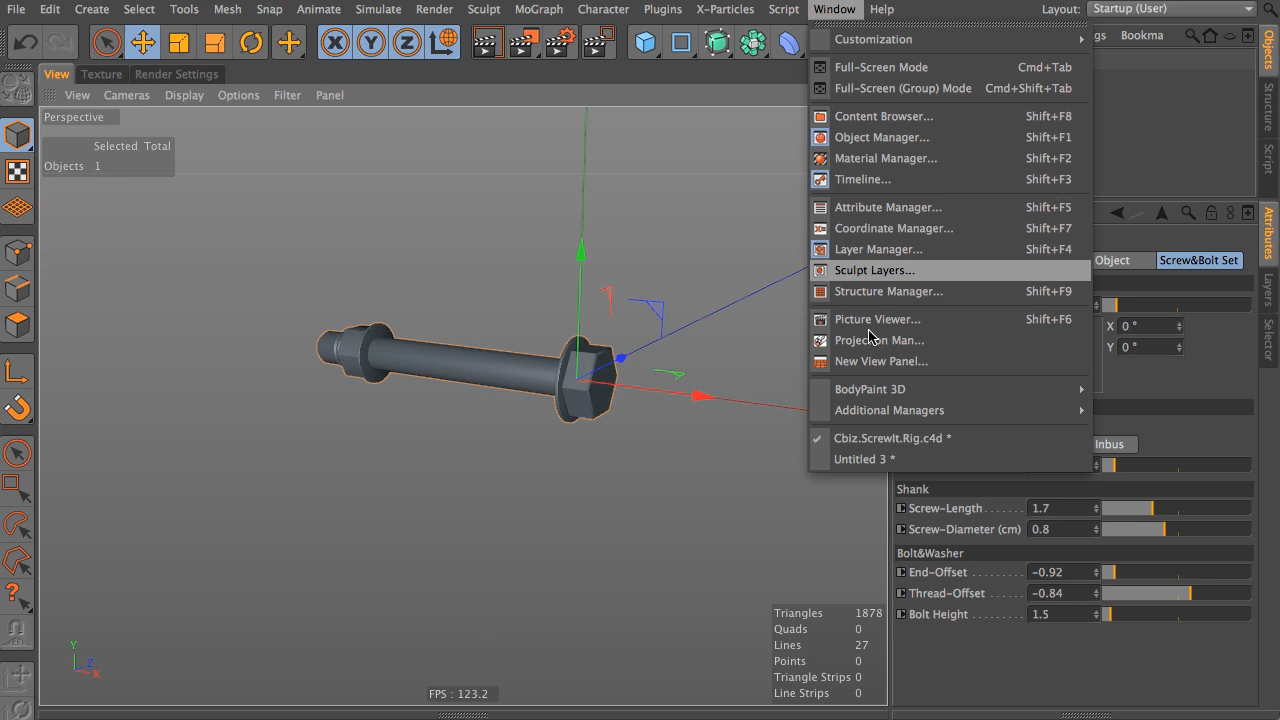 File Edit Create Select Tools Mesh Snap Animate Simulate Render Sculpt MoGraph Character Plugins X-Particles Script Window Help Layout: Startup (User)
View Texture Render Settings
View Cameras Display Options Filter Panel
Perspective
Selected Total
Objects 1
Customization
Full-Screen Mode Cmd+Tab
Full-Screen (Group) Mode Cmd+Shift+Tab
Content Browser... Shift+F8
Object Manager... Shift+F1
Material Manager... Shift+F2
Timeline... Shift+F3
Attribute Manager... Shift+F5
Coordinate Manager... Shift+F7
Layer Manager... Shift+F4
Sculpt Layers...
Structure Manager... Shift+F9
Picture Viewer... Shift+F6
Projection Man...
New View Panel...
BodyPaint 3D
Additional Managers
Cbiz.ScrewIt.Rig.c4d *
Untitled 3 *
gs Bookma
Objects
Structure
Script
Attributes
Layers
Selector
Object Screw&Bolt Set
X 0 °
Y 0 °
Inbus
Shank
Screw-Length 1.7
Screw-Diameter (cm) 0.8
Bolt&Washer
End-Offset -0.92
Thread-Offset -0.84
Bolt Height 1.5
Triangles 1878
Quads 0
Lines 27
Points 0
Triangle Strips 0
Line Strips 0
FPS : 123.2
Y
Z
X